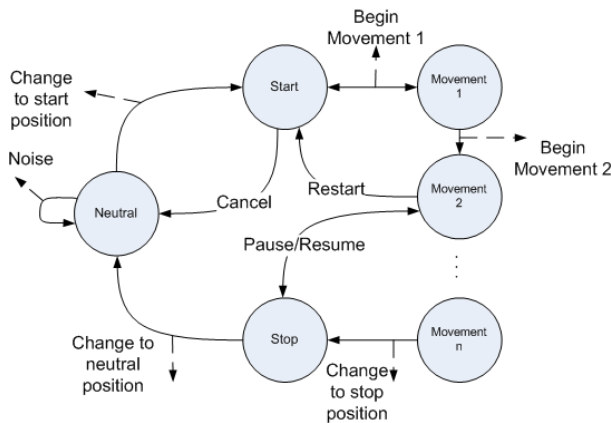 Begin
Movement 1
Change
to start
position
Start
Movement
1
Begin
Movement 2
Noise
Neutral
Cancel
Restart
Movement
2
Pause/Resume
Stop
Movement
n
Change to
neutral
position
Change
to stop
position